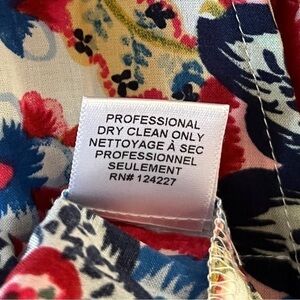 PROFESSIONAL
DRY CLEAN ONLY
NETTOYAGE À SEC
PROFESSIONNEL
SEULEMENT
RN# 124227